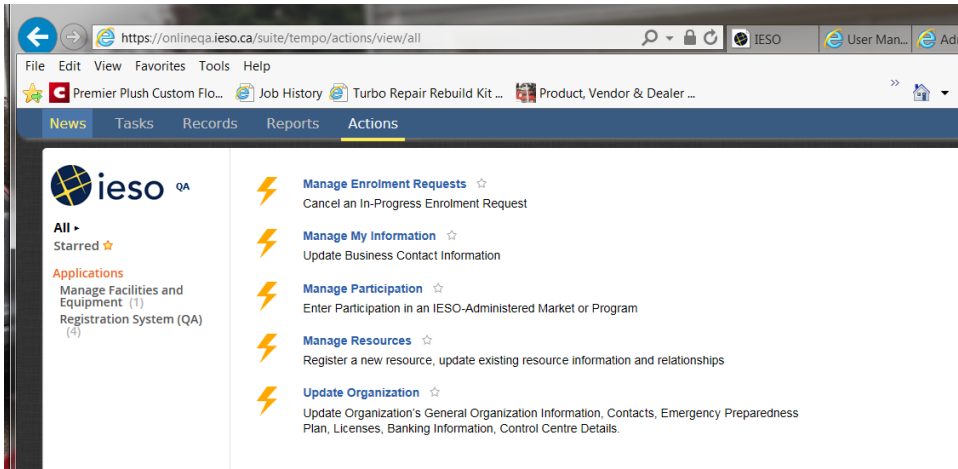 https://onlineqa.ieso.ca/suite/tempo/actions/view/all
IESO
User Man...
File Edit View Favorites Tools Help
Premier Plush Custom Flo... Job History Turbo Repair Rebuild Kit ... Product, Vendor & Dealer ...
News Tasks Records Reports Actions
ieso QA
All
Starred
Applications
Manage Facilities and
Equipment (1)
Registration System (QA)
(4)
Manage Enrolment Requests
Cancel an In-Progress Enrolment Request
Manage My Information
Update Business Contact Information
Manage Participation
Enter Participation in an IESO-Administered Market or Program
Manage Resources
Register a new resource, update existing resource information and relationships
Update Organization
Update Organization's General Organization Information, Contacts, Emergency Preparedness
Plan, Licenses, Banking Information, Control Centre Details.